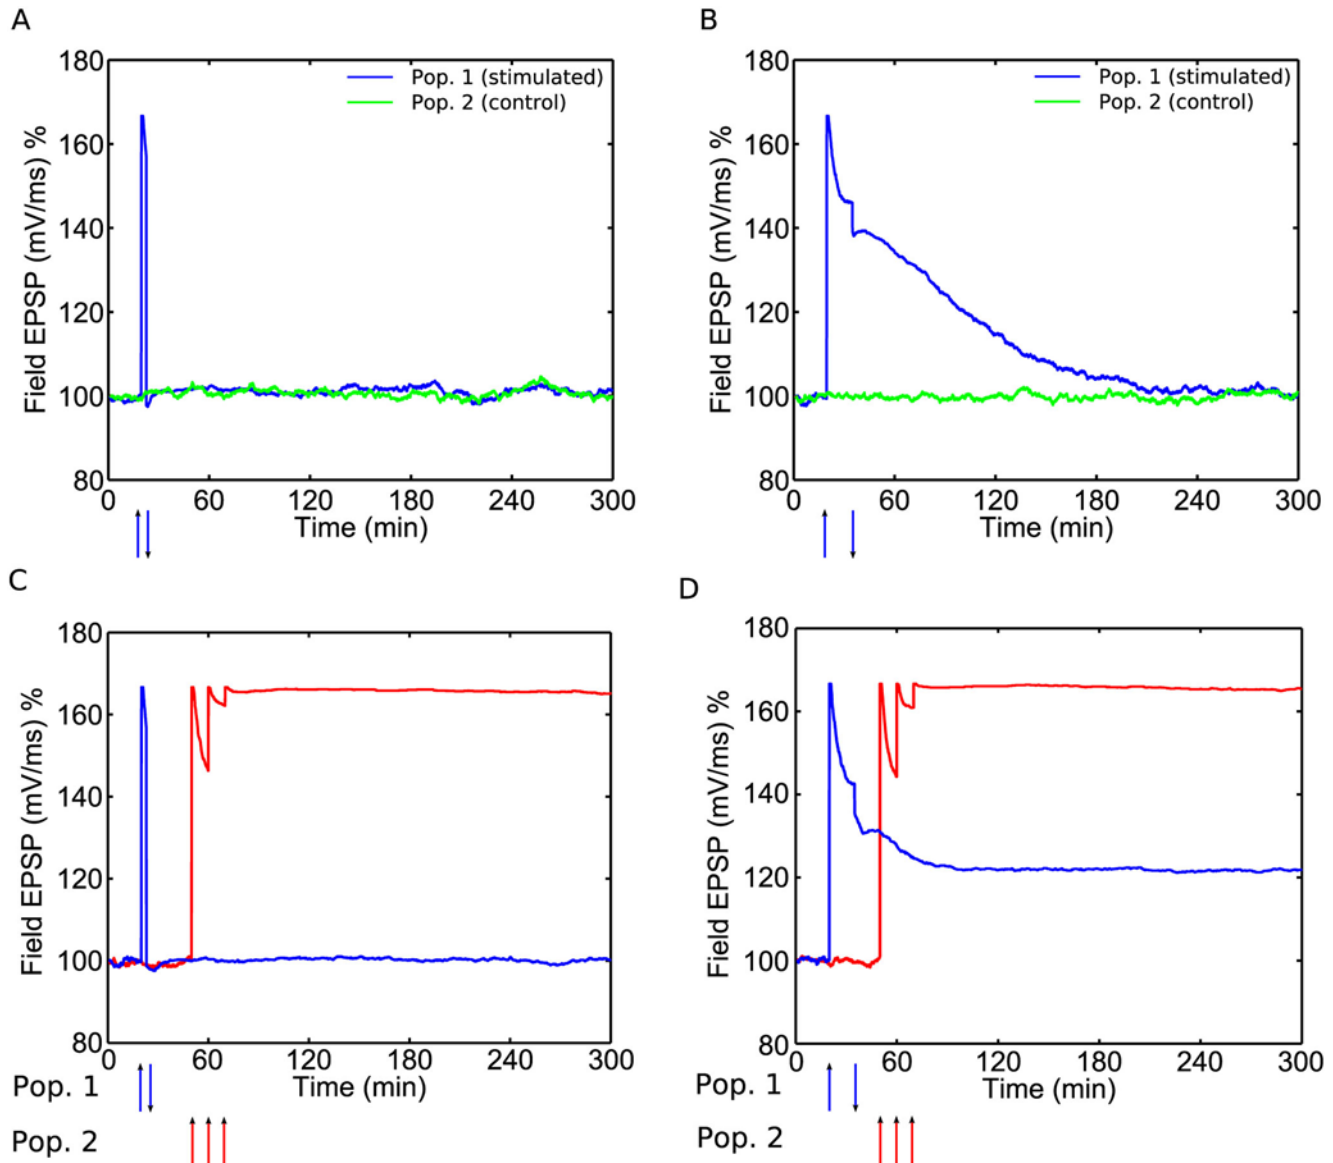 A
B
180
160
140
120
100
80
Field EPSP (mV/ms) %
Pop. 1 (stimulated)
Pop. 2 (control)
0 60 120 180 240 300
Time (min)
180
160
140
120
100
80
Field EPSP (mV/ms) %
Pop. 1 (stimulated)
Pop. 2 (control)
0 60 120 180 240 300
Time (min)
C
D
180
160
140
120
100
80
Field EPSP (mV/ms) %
0 60 120 180 240 300
Time (min)
Pop. 1
Pop. 2
180
160
140
120
100
80
Field EPSP (mV/ms) %
0 60 120 180 240 300
Time (min)
Pop. 1
Pop. 2